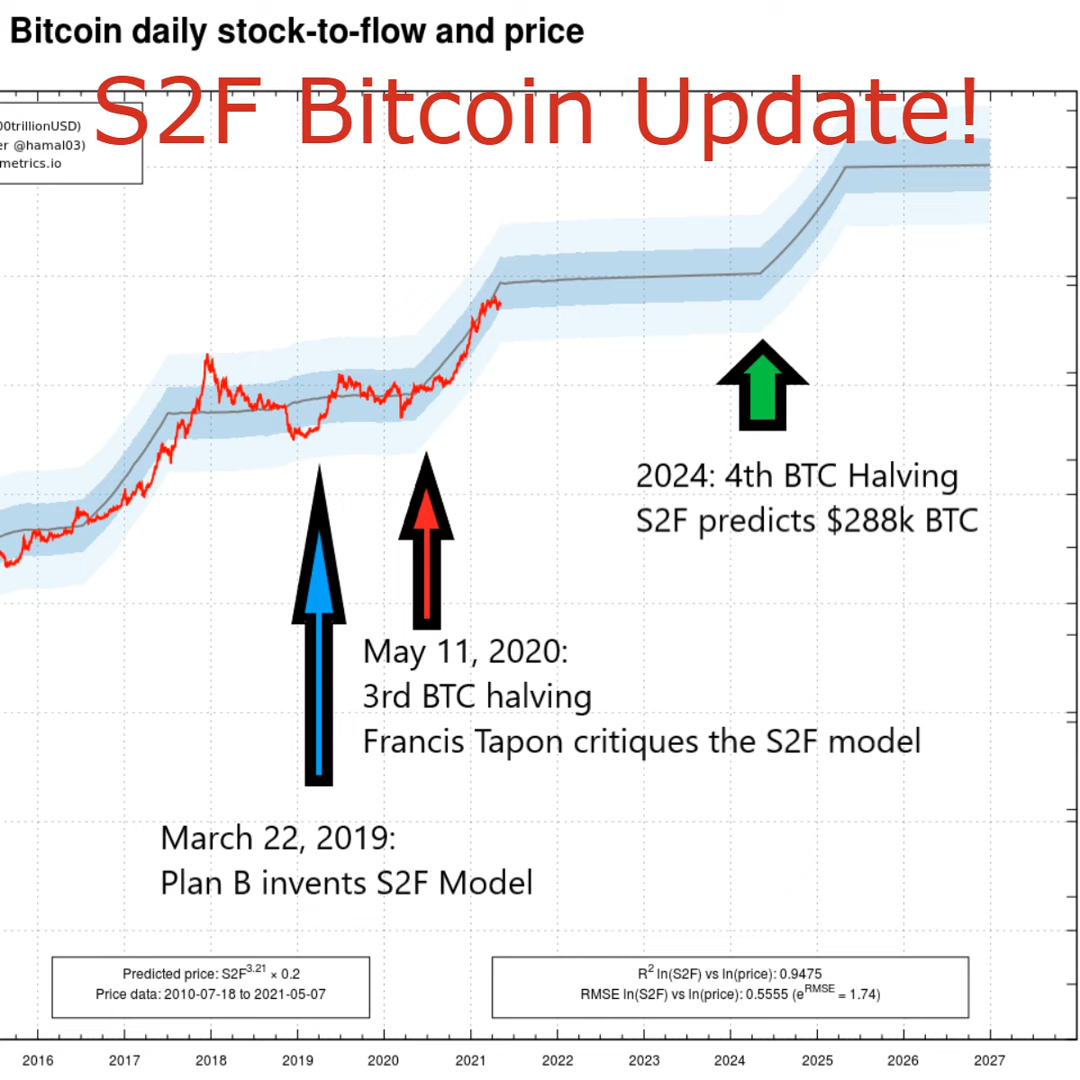 Bitcoin daily stock-to-flow and price
S2F Bitcoin Update!
00trillionUSD)
er @hamal03)
metrics.io
2024: 4th BTC Halving
S2F predicts $288k BTC
May 11, 2020:
3rd BTC halving
Francis Tapon critiques the S2F model
March 22, 2019:
Plan B invents S2F Model
Predicted price: S2F^3.21 × 0.2
Price data: 2010-07-18 to 2021-05-07
R² ln(S2F) vs ln(price): 0.9475
RMSE ln(S2F) vs ln(price): 0.5555 (e^RMSE = 1.74)
2016 2017 2018 2019 2020 2021 2022 2023 2024 2025 2026 2027